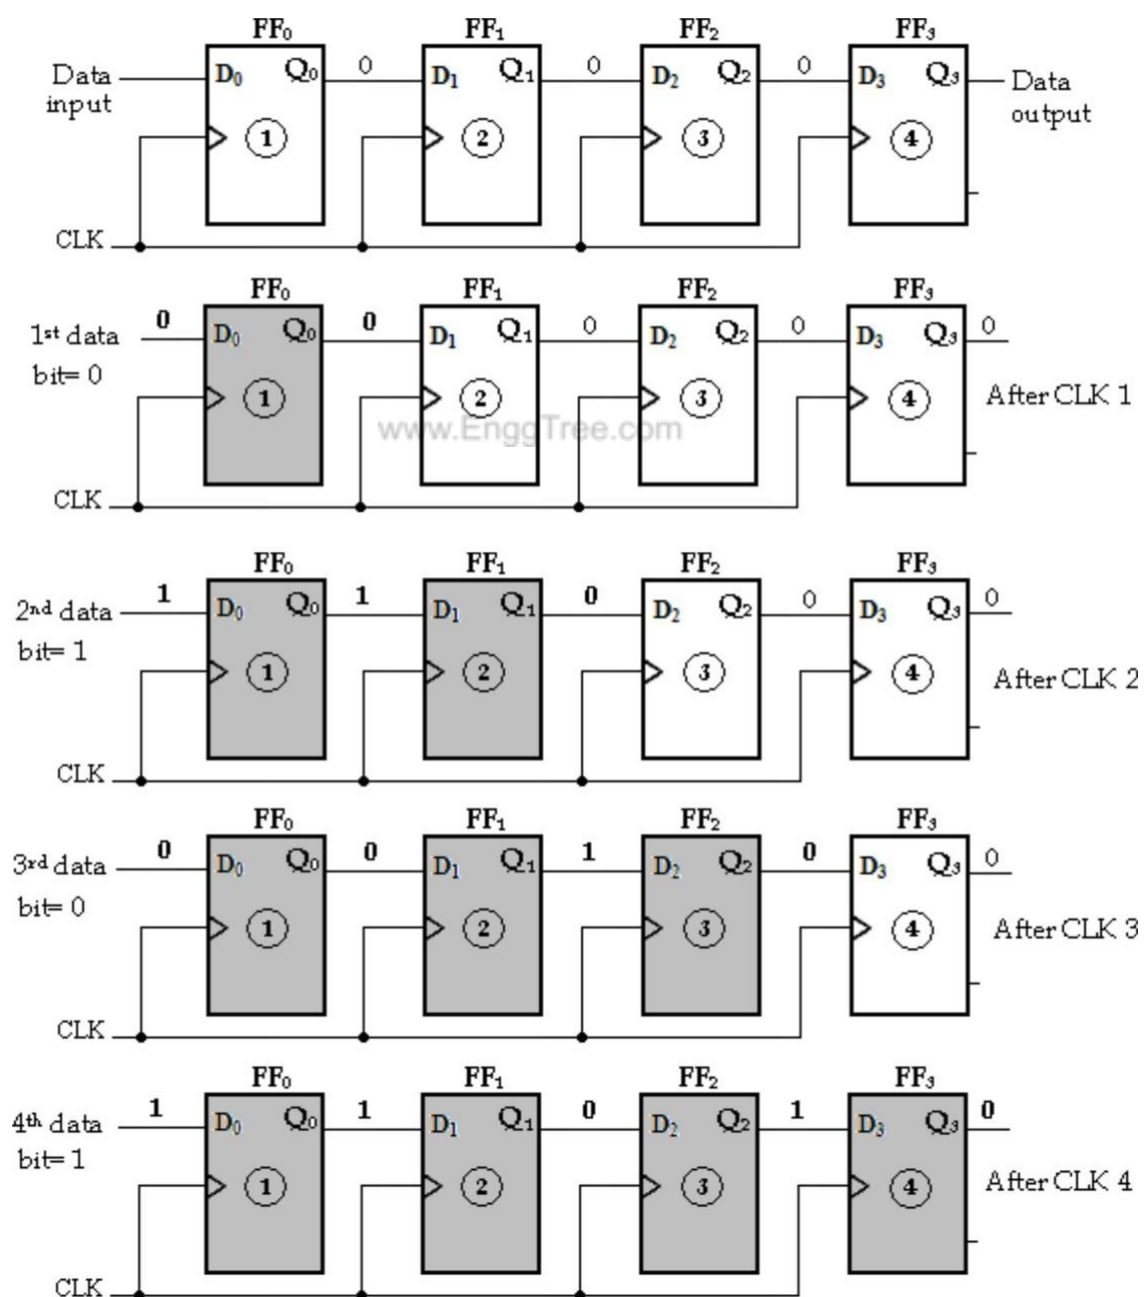 FF₀ FF₁ FF₂ FF₃
Data input D₀ Q₀ 0 D₁ Q₁ 0 D₂ Q₂ 0 D₃ Q₃ Data output
1 2 3 4
CLK
FF₀ FF₁ FF₂ FF₃
1st data bit= 0 0 D₀ Q₀ 0 D₁ Q₁ 0 D₂ Q₂ 0 D₃ Q₃ 0
1 2 3 4 After CLK 1
www.EnggTree.com
CLK
FF₀ FF₁ FF₂ FF₃
2nd data bit= 1 1 D₀ Q₀ 1 D₁ Q₁ 0 D₂ Q₂ 0 D₃ Q₃ 0
1 2 3 4 After CLK 2
CLK
FF₀ FF₁ FF₂ FF₃
3rd data bit= 0 0 D₀ Q₀ 0 D₁ Q₁ 1 D₂ Q₂ 0 D₃ Q₃ 0
1 2 3 4 After CLK 3
CLK
FF₀ FF₁ FF₂ FF₃
4th data bit= 1 1 D₀ Q₀ 1 D₁ Q₁ 0 D₂ Q₂ 1 D₃ Q₃ 0
1 2 3 4 After CLK 4
CLK